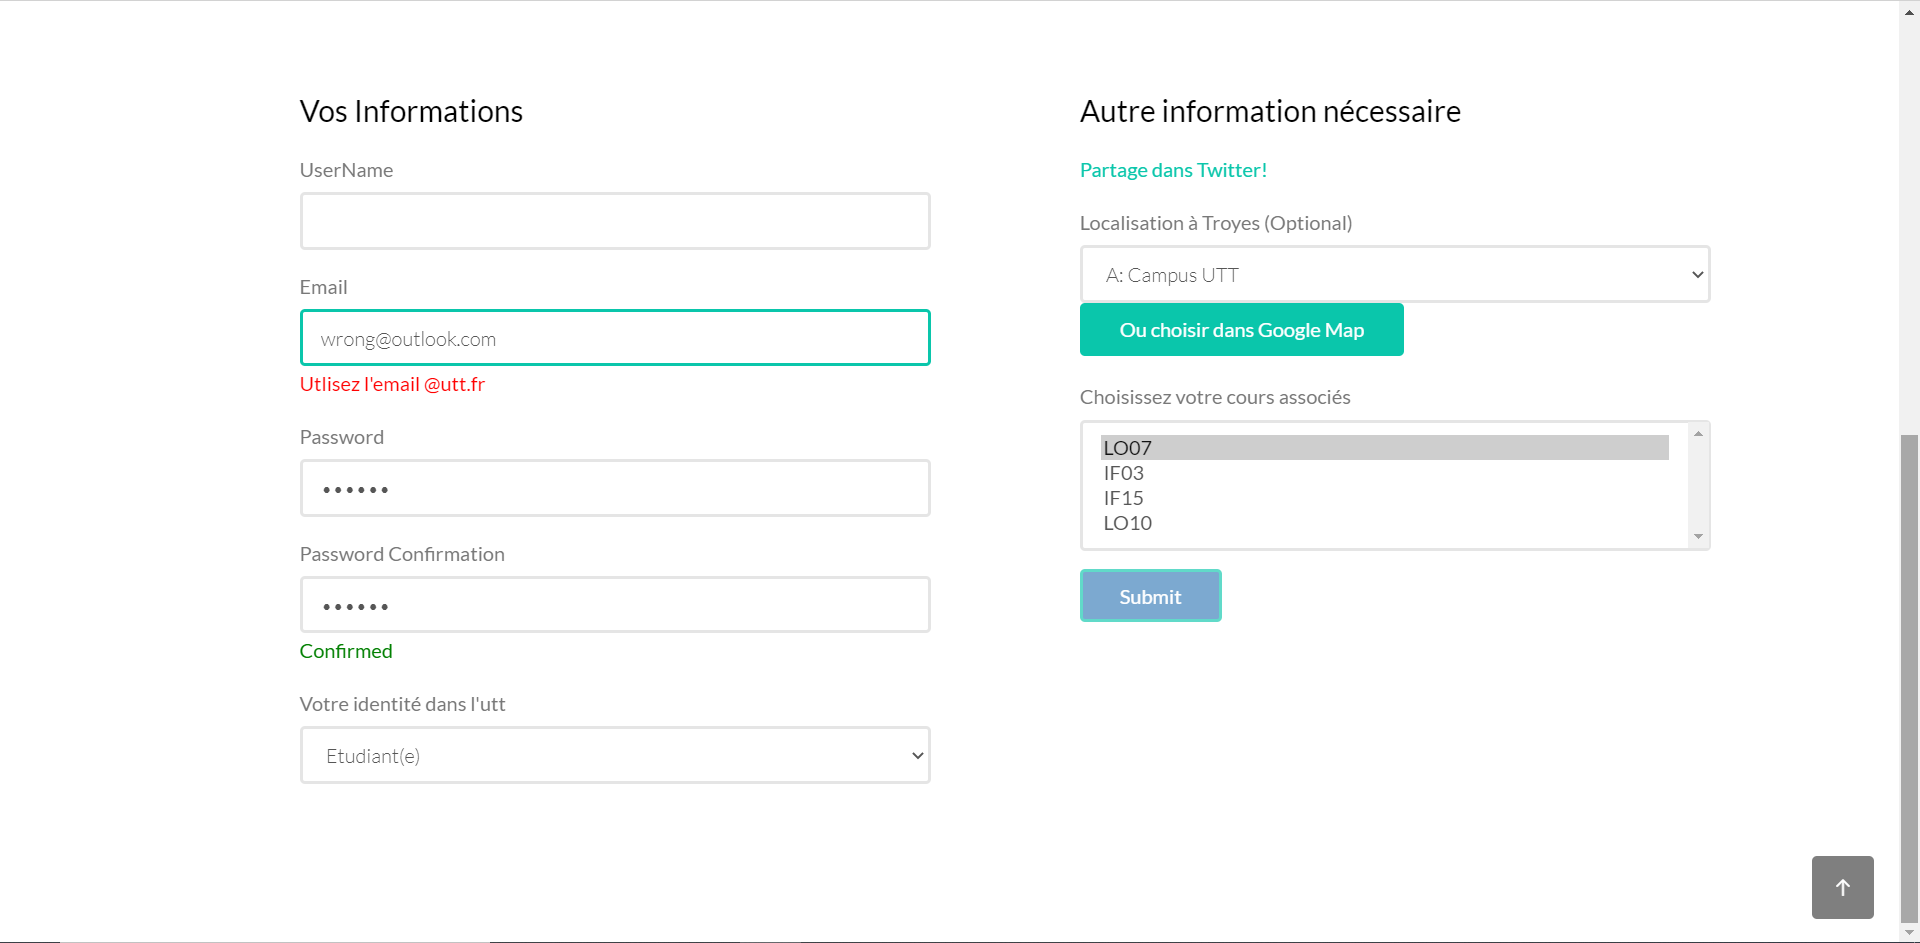 Vos Informations
UserName
Email
wrong@outlook.com
Utlisez l'email @utt.fr
Password
••••••
Password Confirmation
••••••
Confirmed
Votre identité dans l'utt
Etudiant(e)
Autre information nécessaire
Partage dans Twitter!
Localisation à Troyes (Optional)
A: Campus UTT
Ou choisir dans Google Map
Choisissez votre cours associés
LO07
IF03
IF15
LO10
Submit